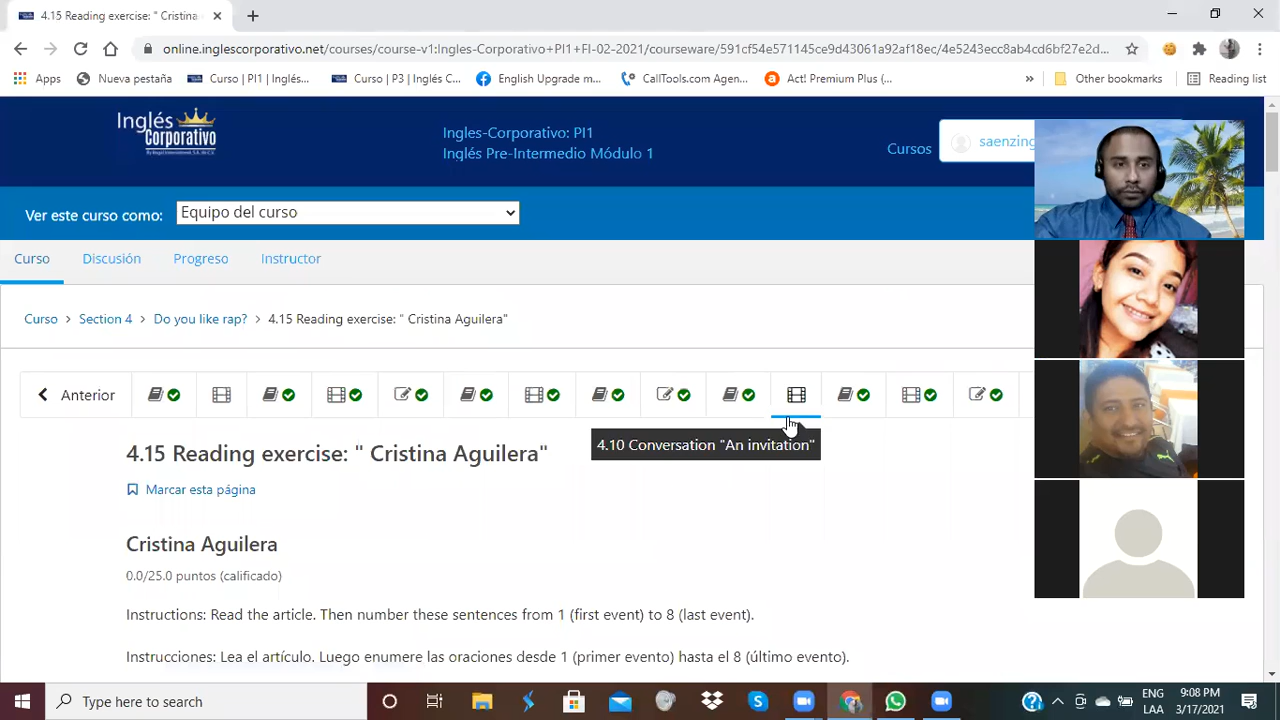 4.15 Reading exercise: " Cristina
online.inglescorporativo.net/courses/course-v1:Ingles-Corporativo+PI1+FI-02-2021/courseware/591cf54e571145ce9d43061a92af18ec/4e5243ecc8ab4cd6bf27e2d...
Apps Nueva pestaña Curso | PI1 | Inglés... Curso | P3 | Inglés C... English Upgrade m... CallTools.com Agen... Act! Premium Plus (... » Other bookmarks Reading list
Inglés
Corporativo
Ingles-Corporativo: PI1
Inglés Pre-Intermedio Módulo 1
Cursos saenzing
Ver este curso como: Equipo del curso
Curso Discusión Progreso Instructor
Curso > Section 4 > Do you like rap? > 4.15 Reading exercise: " Cristina Aguilera"
Anterior
4.10 Conversation "An invitation"
4.15 Reading exercise: " Cristina Aguilera"
Marcar esta página
Cristina Aguilera
0.0/25.0 puntos (calificado)
Instructions: Read the article. Then number these sentences from 1 (first event) to 8 (last event).
Instrucciones: Lea el artículo. Luego enumere las oraciones desde 1 (primer evento) hasta el 8 (último evento).
Type here to search
ENG
LAA
9:08 PM
3/17/2021